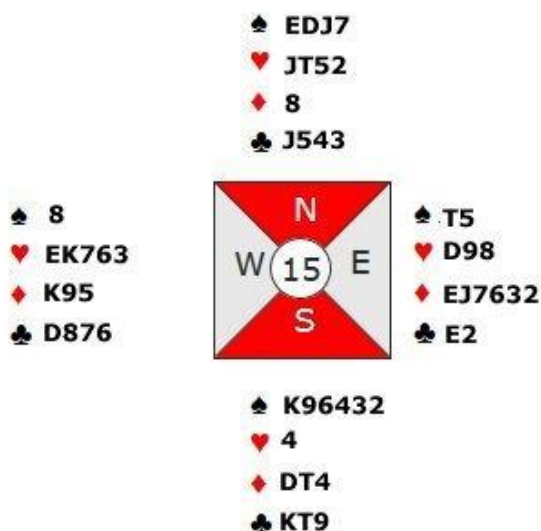 ♠ EDJ7
♥ JT52
♦ 8
♣ J543
♠ 8
♥ EK763
♦ K95
♣ D876
N
W 15 E
S
♠ T5
♥ D98
♦ EJ7632
♣ E2
♠ K96432
♥ 4
♦ DT4
♣ KT9